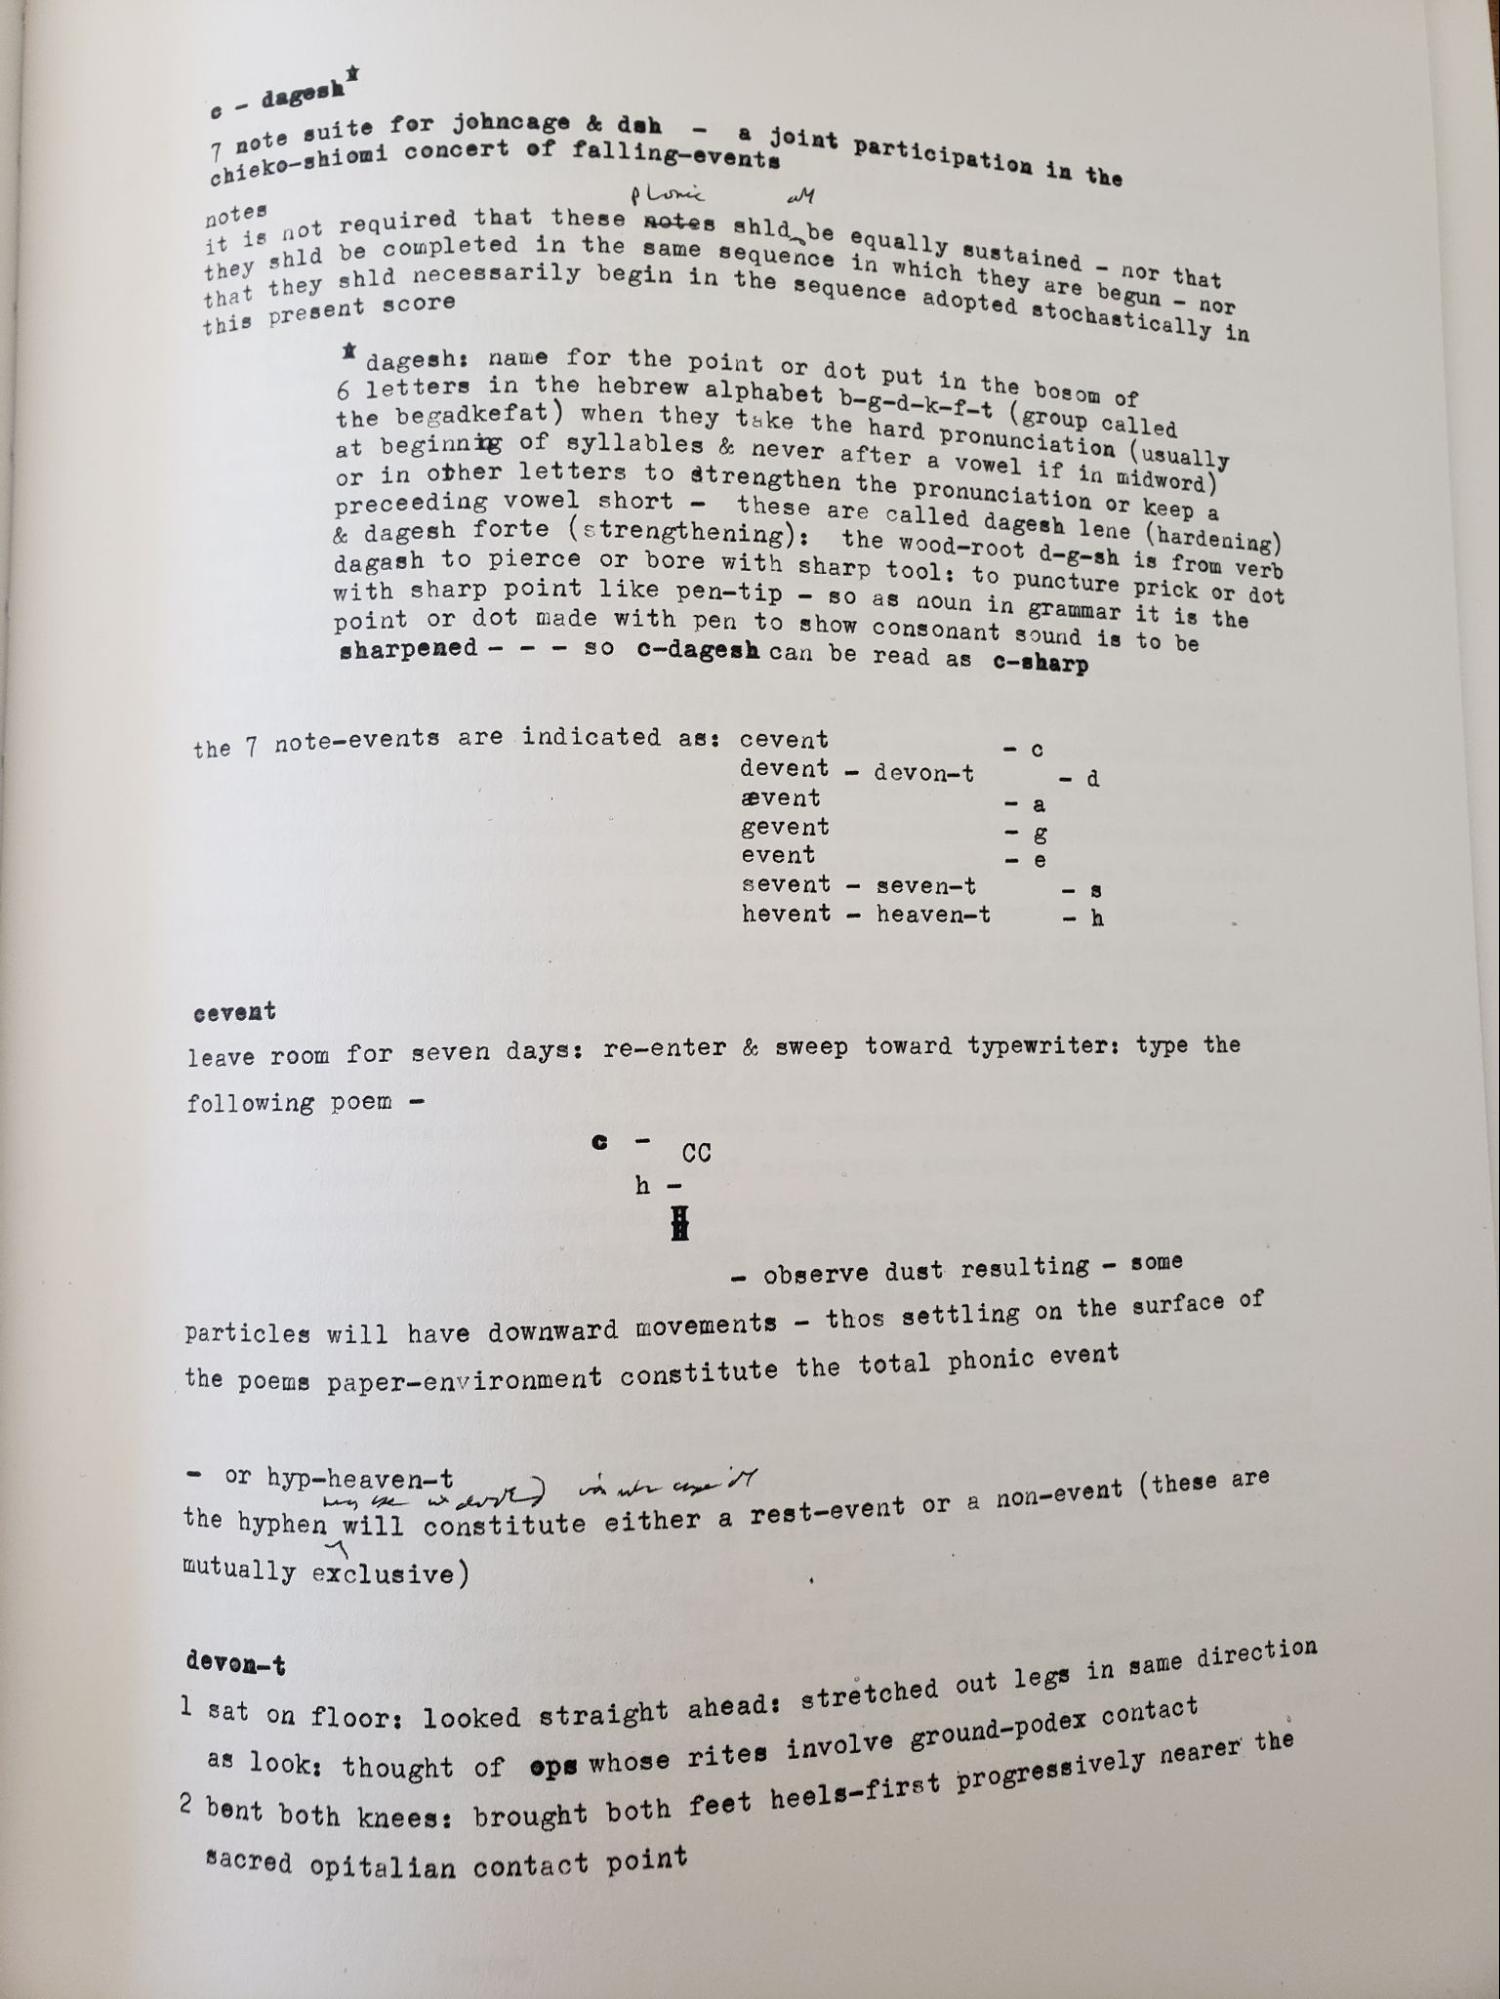 c - dagesh*
7 note suite for johncage & dsh - a joint participation in the
chieko-shiomi concert of falling-events
phonic all
notes
it is not required that these notes shld be equally sustained - nor that
they shld be completed in the same sequence in which they are begun - nor
that they shld necessarily begin in the sequence adopted stochastically in
this present score
* dagesh: name for the point or dot put in the bosom of
6 letters in the hebrew alphabet b-g-d-k-f-t (group called
the begadkefat) when they take the hard pronunciation (usually
at beginning of syllables & never after a vowel if in midword)
or in other letters to strengthen the pronunciation or keep a
preceeding vowel short - these are called dagesh lene (hardening)
& dagesh forte (strengthening): the wood-root d-g-sh is from verb
dagash to pierce or bore with sharp tool: to puncture prick or dot
with sharp point like pen-tip - so as noun in grammar it is the
point or dot made with pen to show consonant sound is to be
sharpened - - - so c-dagesh can be read as c-sharp
the 7 note-events are indicated as: cevent - c
devent - devon-t - d
ævent - a
gevent - g
event - e
sevent - seven-t - s
hevent - heaven-t - h
cevent
leave room for seven days: re-enter & sweep toward typewriter: type the
following poem -
c -
CC
h -
H
- observe dust resulting - some
particles will have downward movements - thos settling on the surface of
the poems paper-environment constitute the total phonic event
- or hyp-heaven-t
the hyphen will constitute either a rest-event or a non-event (these are
mutually exclusive)
devon-t
1 sat on floor: looked straight ahead: stretched out legs in same direction
as look: thought of ops whose rites involve ground-podex contact
2 bent both knees: brought both feet heels-first progressively nearer the
sacred opitalian contact point